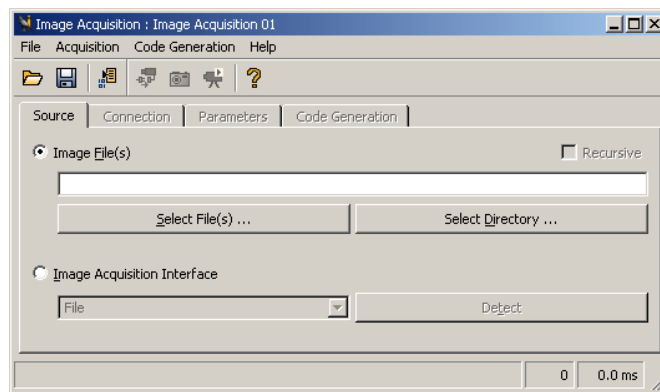 Image Acquisition : Image Acquisition 01
File Acquisition Code Generation Help
Source Connection Parameters Code Generation
Image File(s) Recursive
Select File(s) ... Select Directory ...
Image Acquisition Interface
File Detect
0 0.0 ms